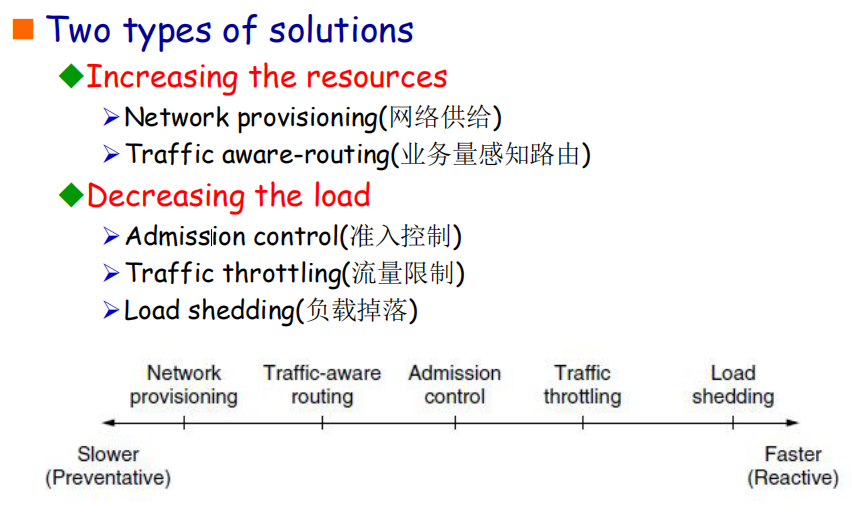 Two types of solutions
Increasing the resources
Network provisioning(网络供给)
Traffic aware-routing(业务量感知路由)
Decreasing the load
Admission control(准入控制)
Traffic throttling(流量限制)
Load shedding(负载掉落)
Network provisioning
Traffic-aware routing
Admission control
Traffic throttling
Load shedding
Slower
(Preventative)
Faster
(Reactive)